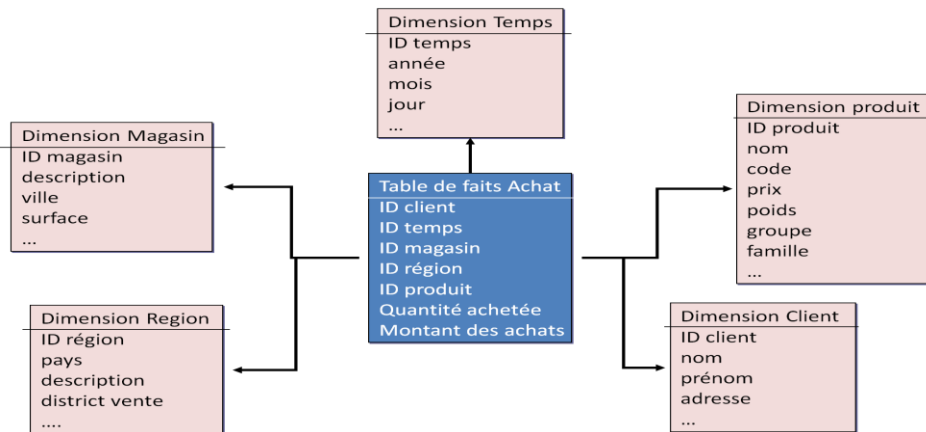 Dimension Temps
ID temps
année
mois
jour
...
Dimension Magasin
ID magasin
description
ville
surface
...
Dimension produit
ID produit
nom
code
prix
poids
groupe
famille
...
Table de faits Achat
ID client
ID temps
ID magasin
ID région
ID produit
Quantité achetée
Montant des achats
Dimension Region
ID région
pays
description
district vente
....
Dimension Client
ID client
nom
prénom
adresse
...